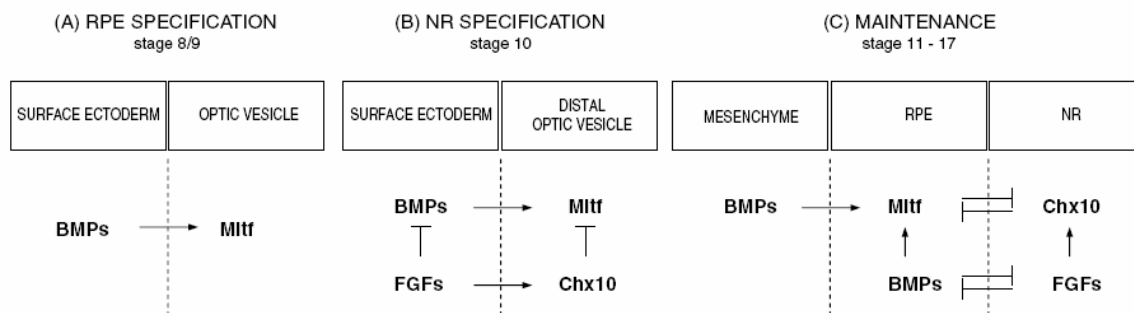 (A) RPE SPECIFICATION
stage 8/9
(B) NR SPECIFICATION
stage 10
(C) MAINTENANCE
stage 11 - 17
SURFACE ECTODERM
OPTIC VESICLE
SURFACE ECTODERM
DISTAL
OPTIC VESICLE
MESENCHYME
RPE
NR
BMPs
MItf
BMPs
MItf
FGFs
Chx10
BMPs
MItf
Chx10
BMPs
FGFs